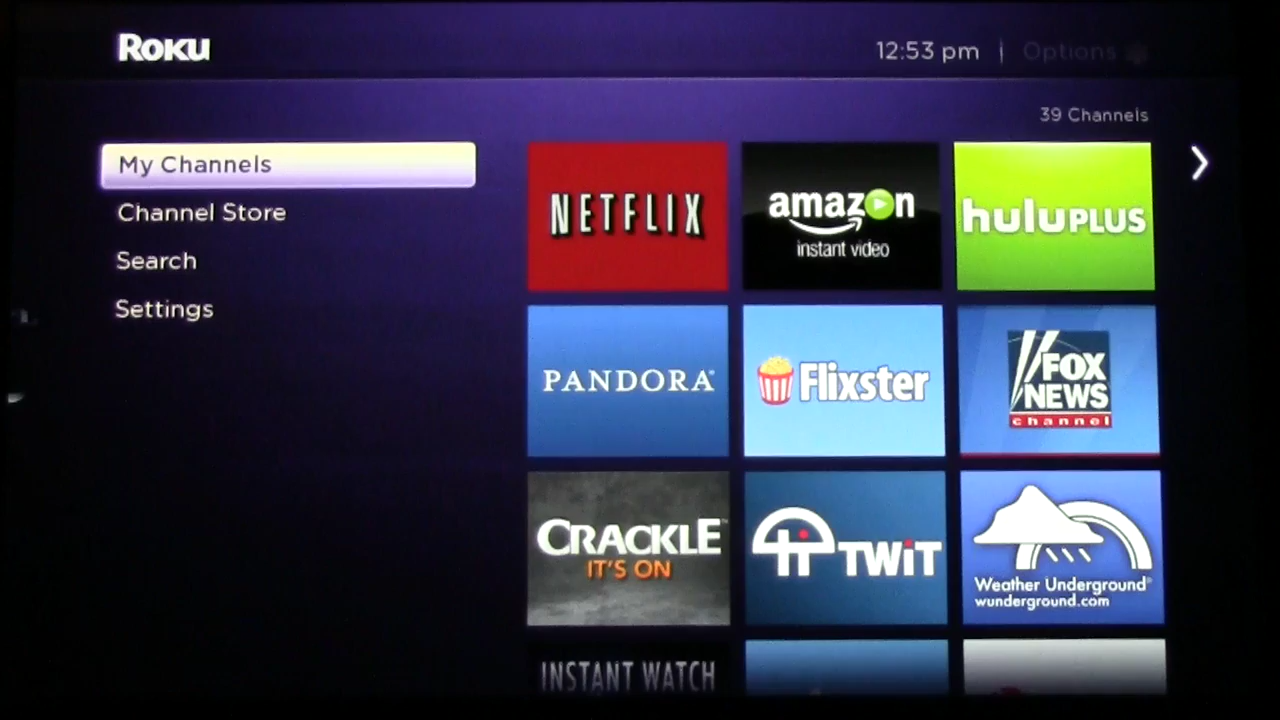 ROKU
12:53 pm | Options
39 Channels
My Channels
Channel Store
Search
Settings
NETFLIX
amazon
instant video
huluPLUS
PANDORA®
Flixster
FOX
NEWS
channel
CRACKLE™
IT'S ON
TWiT
Weather Underground®
wunderground.com
INSTANT WATCH